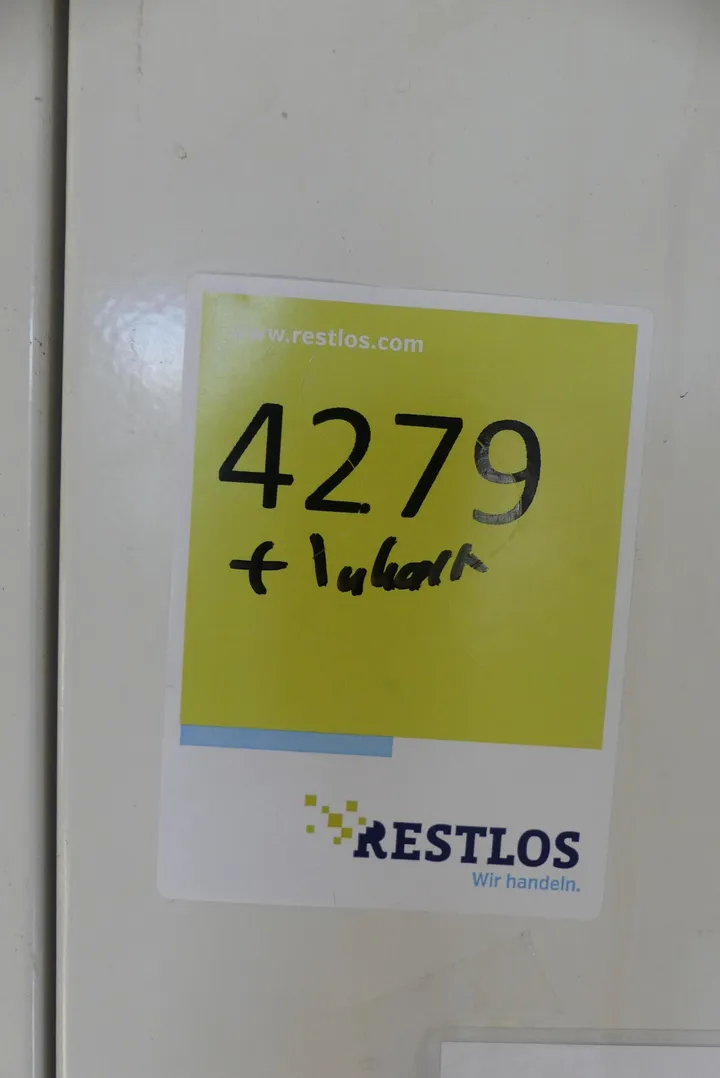 www.restlos.com
4279
+ Inhalt
RESTLOS
Wir handeln.